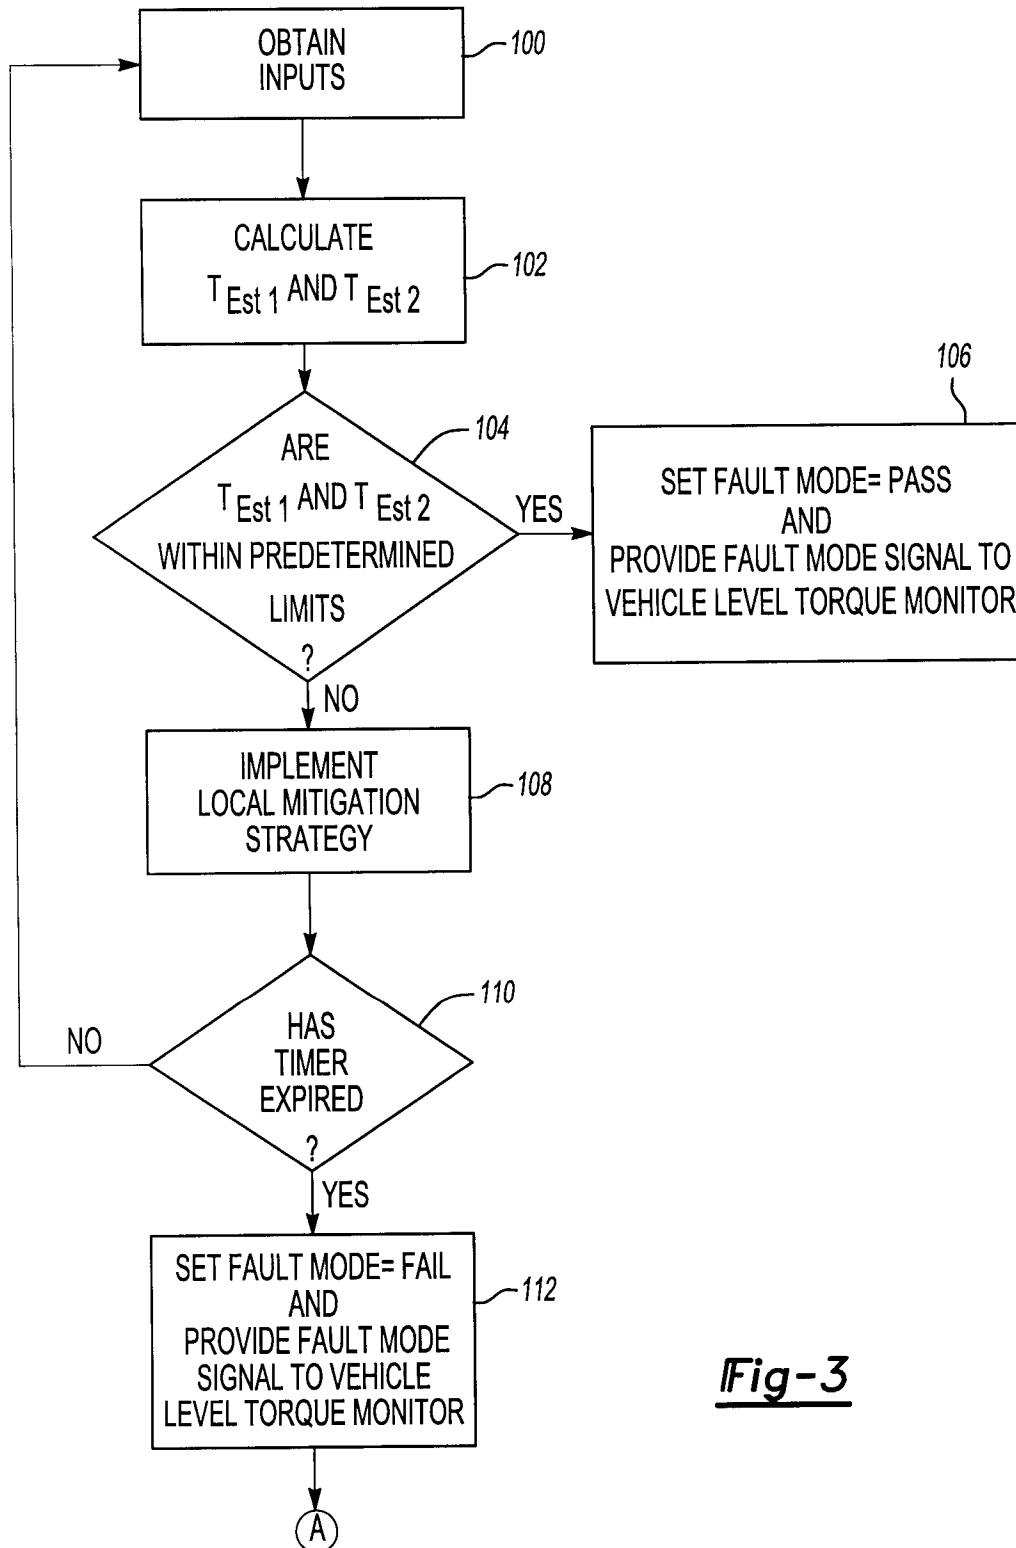 OBTAIN
INPUTS
100
CALCULATE
T Est 1 AND T Est 2
102
ARE
T Est 1 AND T Est 2
WITHIN PREDETERMINED
LIMITS
?
104
YES
106
SET FAULT MODE= PASS
AND
PROVIDE FAULT MODE SIGNAL TO
VEHICLE LEVEL TORQUE MONITOR
NO
IMPLEMENT
LOCAL MITIGATION
STRATEGY
108
HAS
TIMER
EXPIRED
?
110
NO
YES
SET FAULT MODE= FAIL
AND
PROVIDE FAULT MODE
SIGNAL TO VEHICLE
LEVEL TORQUE MONITOR
112
A
Fig-3